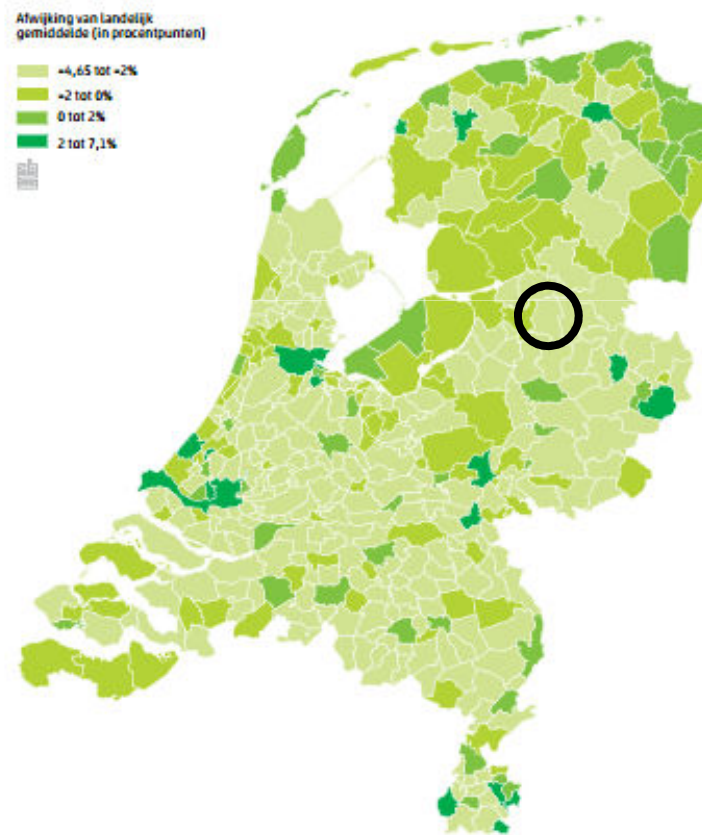 Afwijking van landelijk
gemiddelde (in procentpunten)
-4,65 tot -2%
-2 tot 0%
0 tot 2%
2 tot 7,1%